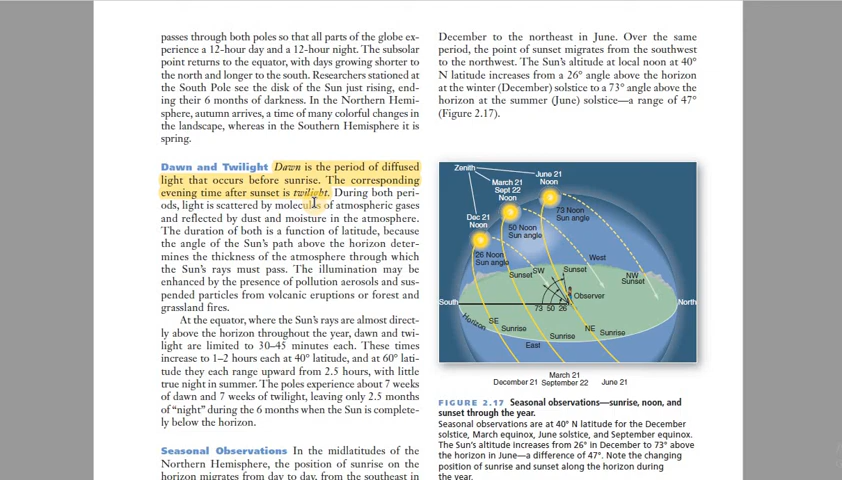 passes through both poles so that all parts of the globe ex-
perience a 12-hour day and a 12-hour night. The subsolar
point returns to the equator, with days growing shorter to
the north and longer to the south. Researchers stationed at
the South Pole see the disk of the Sun just rising, end-
ing their 6 months of darkness. In the Northern Hemi-
sphere, autumn arrives, a time of many colorful changes in
the landscape, whereas in the Southern Hemisphere it is
spring.
Dawn and Twilight Dawn is the period of diffused
light that occurs before sunrise. The corresponding
evening time after sunset is twilight. During both peri-
ods, light is scattered by molecules of atmospheric gases
and reflected by dust and moisture in the atmosphere.
The duration of both is a function of latitude, because
the angle of the Sun's path above the horizon deter-
mines the thickness of the atmosphere through which
the Sun's rays must pass. The illumination may be
enhanced by the presence of pollution aerosols and sus-
pended particles from volcanic eruptions or forest and
grassland fires.
At the equator, where the Sun's rays are almost direct-
ly above the horizon throughout the year, dawn and twi-
light are limited to 30–45 minutes each. These times
increase to 1–2 hours each at 40° latitude, and at 60° lati-
tude they each range upward from 2.5 hours, with little
true night in summer. The poles experience about 7 weeks
of dawn and 7 weeks of twilight, leaving only 2.5 months
of "night" during the 6 months when the Sun is complete-
ly below the horizon.
Seasonal Observations In the midlatitudes of the
Northern Hemisphere, the position of sunrise on the
horizon migrates from day to day, from the southeast in
December to the northeast in June. Over the same
period, the point of sunset migrates from the southwest
to the northwest. The Sun's altitude at local noon at 40°
N latitude increases from a 26° angle above the horizon
at the winter (December) solstice to a 73° angle above the
horizon at the summer (June) solstice—a range of 47°
(Figure 2.17).
Zenith
June 21
Noon
March 21
Sept 22
Noon
Dec 21
Noon
73 Noon
Sun angle
50 Noon
Sun angle
26 Noon
Sun angle
West
SW
Sunset
Sunset
NW
Sunset
Observer
South
73 50 26
North
Horizon
SE
Sunrise
NE
Sunrise
Sunrise
East
March 21
December 21 September 22 June 21
FIGURE 2.17 Seasonal observations—sunrise, noon, and
sunset through the year.
Seasonal observations are at 40° N latitude for the December
solstice, March equinox, June solstice, and September equinox.
The Sun's altitude increases from 26° in December to 73° above
the horizon in June—a difference of 47°. Note the changing
position of sunrise and sunset along the horizon during
the year.